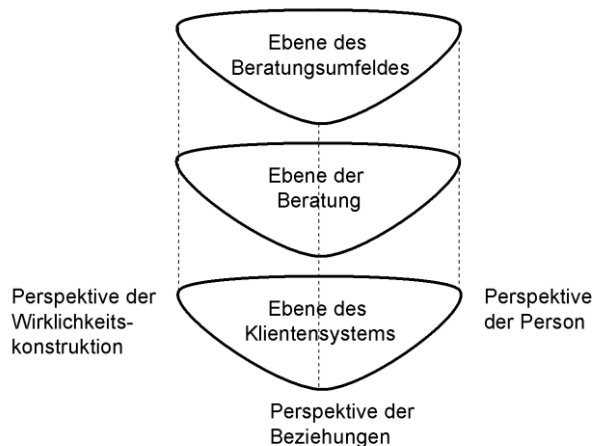 Ebene des
Beratungsumfeldes
Ebene der
Beratung
Ebene des
Klientensystems
Perspektive der
Wirklichkeits-
konstruktion
Perspektive
der Person
Perspektive der
Beziehungen